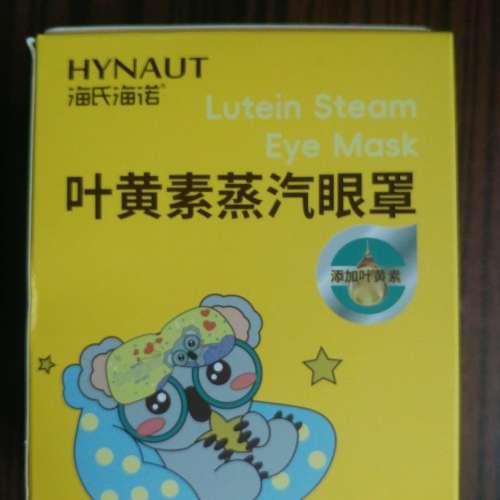 HYNAUT
海氏海诺
Lutein Steam
Eye Mask
叶黄素蒸汽眼罩
添加叶黄素